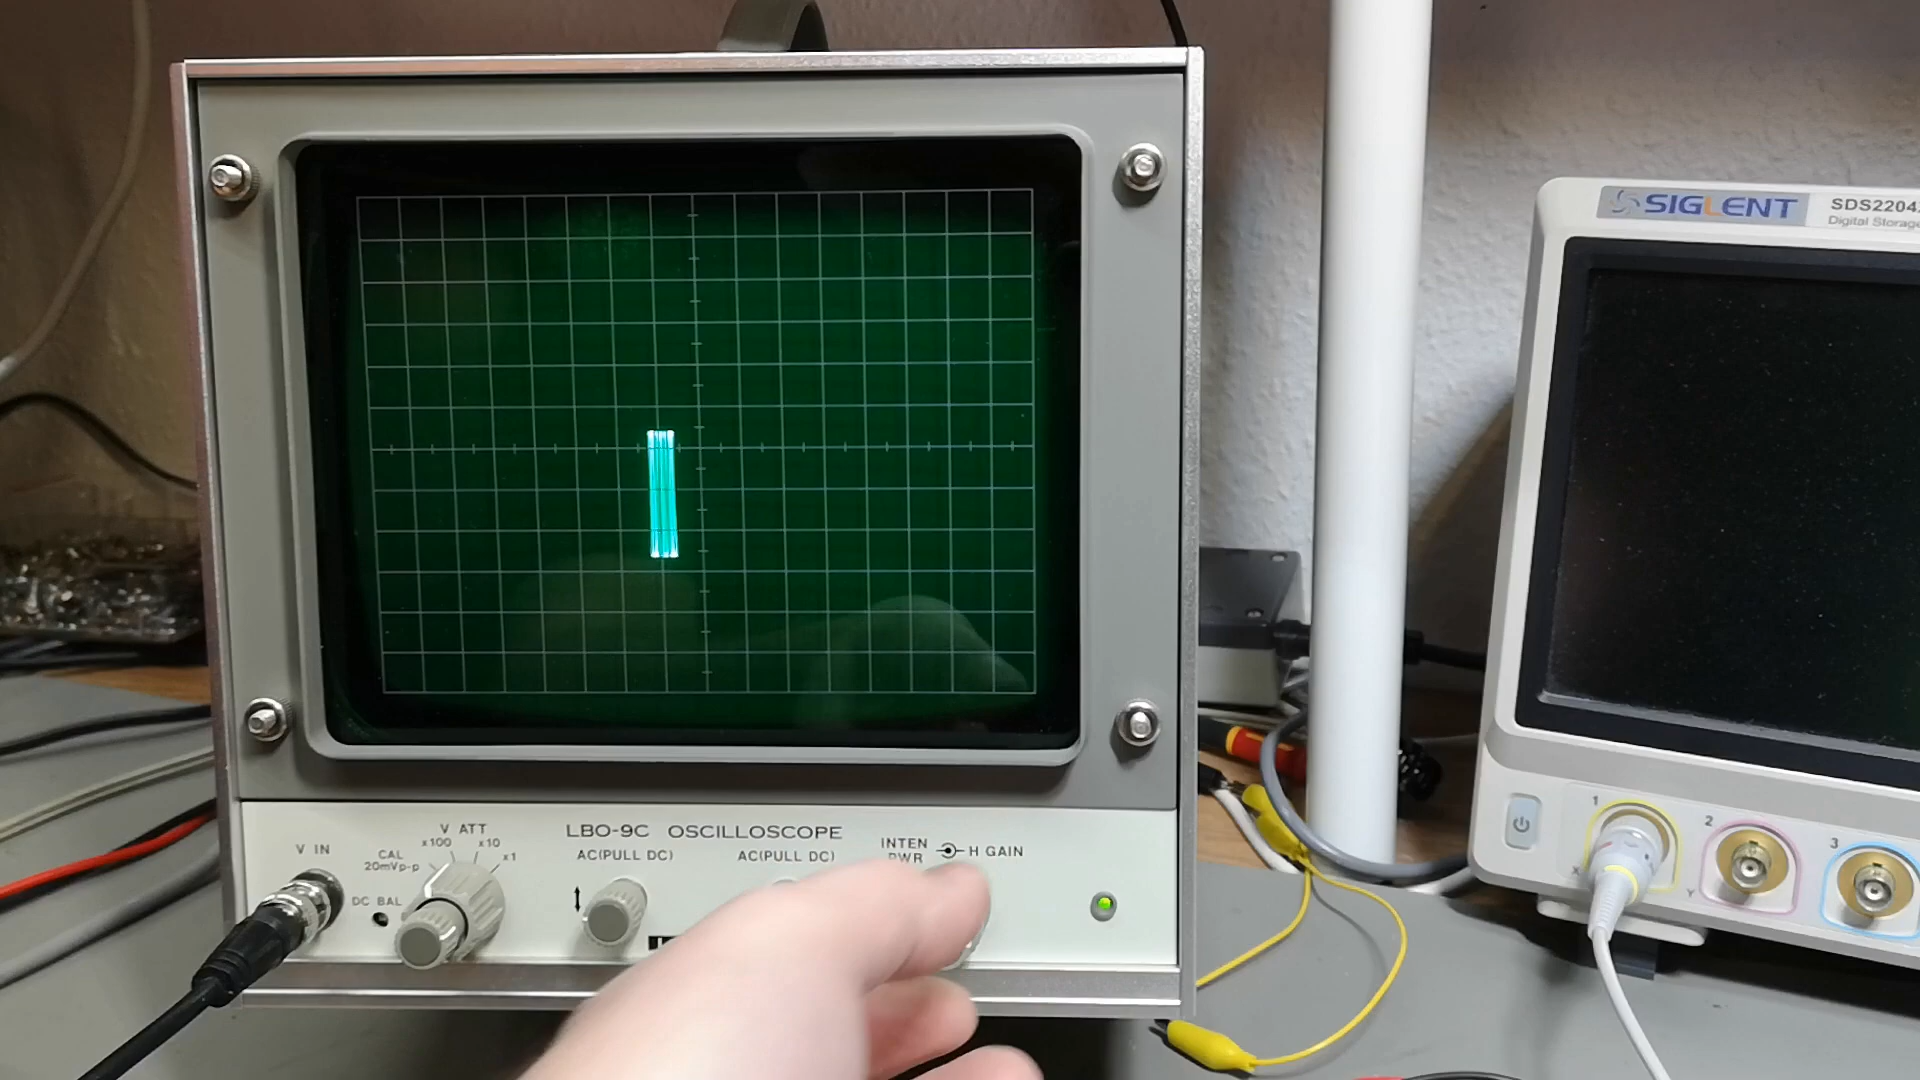 SIGLENT
Digital Storage
1
2
3
X
Y
LBO-9C OSCILLOSCOPE
V IN
V ATT
x100
x10
x1
CAL
20mVp-p
DC BAL
AC(PULL DC)
AC(PULL DC)
INTEN
PWR
H GAIN